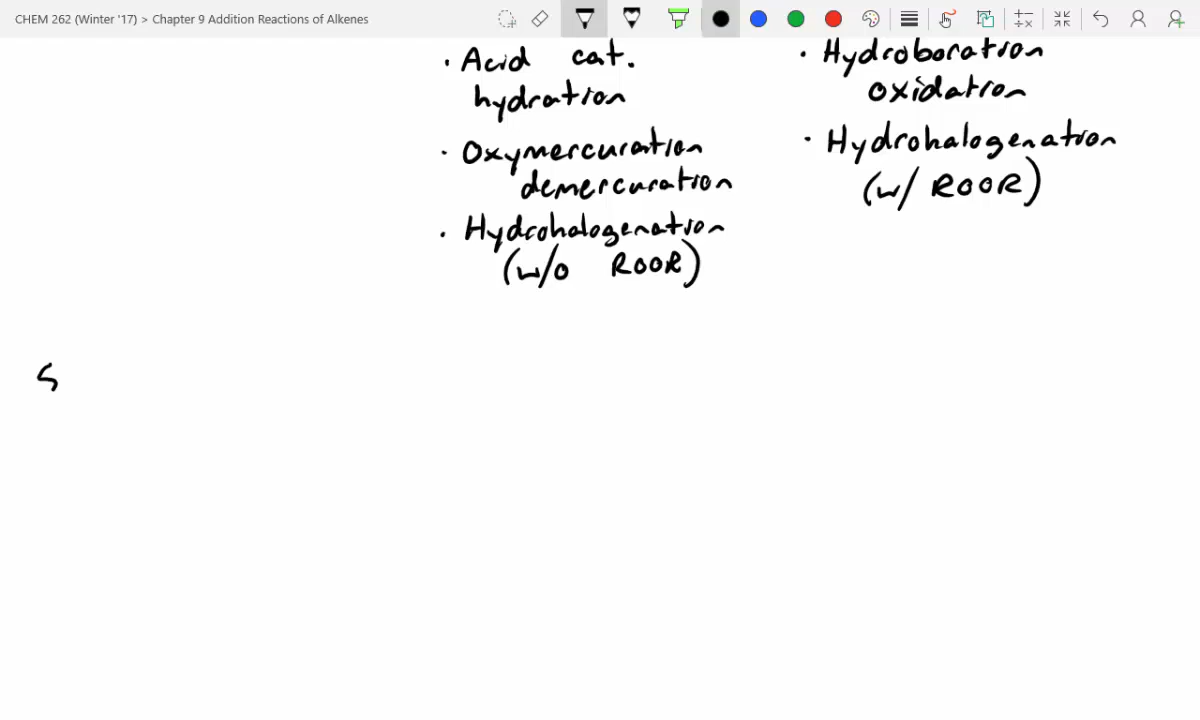 CHEM 262 (Winter '17) > Chapter 9 Addition Reactions of Alkenes
· Acid cat.
hydration
· Oxymercuration
demercuration
· Hydrohalogenation
(w/o ROOR)
· Hydroboration
oxidation
· Hydrohalogenation
(w/ ROOR)
S